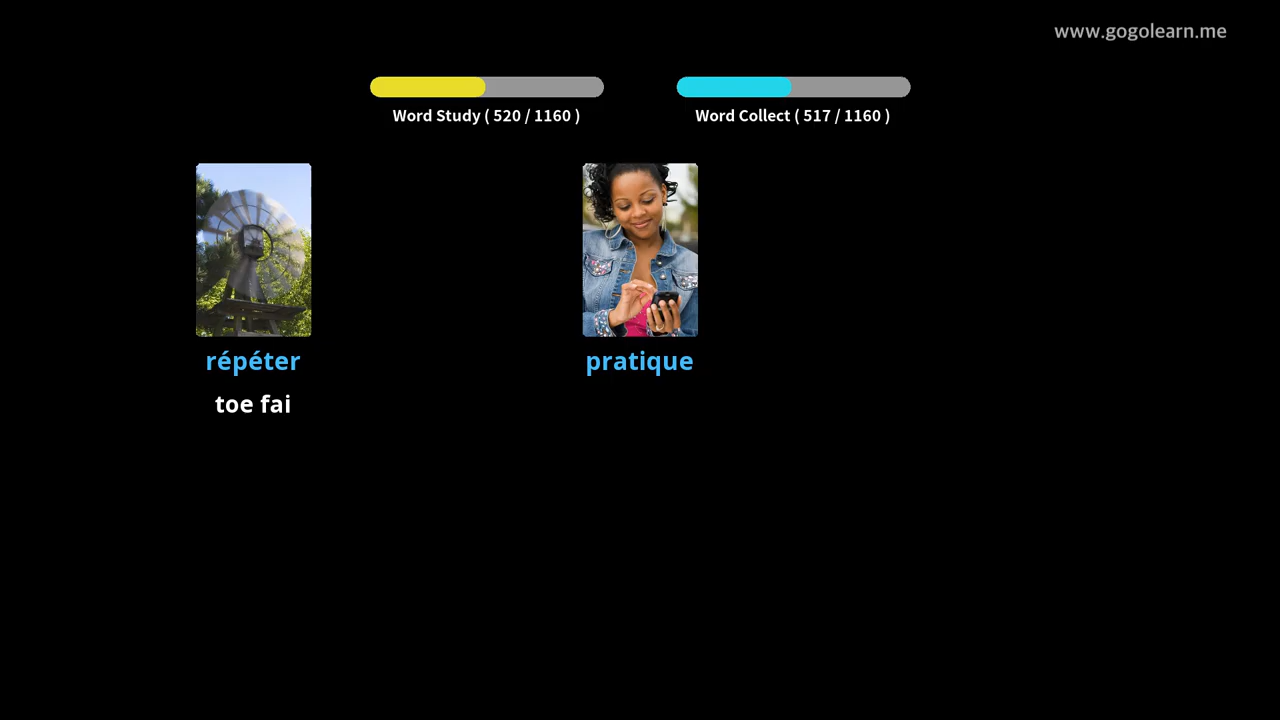 www.gogolearn.me
Word Study ( 520 / 1160 )
Word Collect ( 517 / 1160 )
répéter
pratique
toe fai